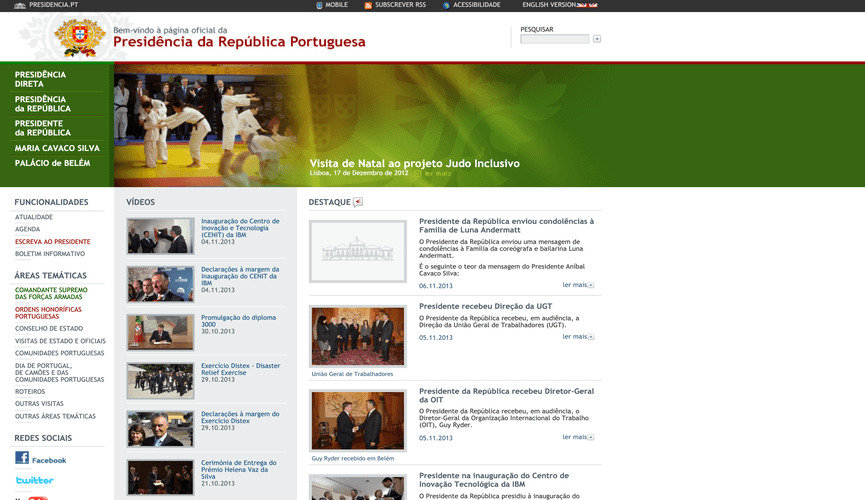 PRESIDENCIA.PT
MOBILE
SUBSCREVER RSS
ACESSIBILIDADE
ENGLISH VERSION
Bem-vindo à página oficial da
Presidência da República Portuguesa
PESQUISAR
PRESIDÊNCIA
DIRETA
PRESIDÊNCIA
da REPÚBLICA
PRESIDENTE
da REPÚBLICA
MARIA CAVACO SILVA
PALÁCIO de BELÉM
Visita de Natal ao projeto Judo Inclusivo
Lisboa, 17 de Dezembro de 2012
ler mais
FUNCIONALIDADES
ATUALIDADE
AGENDA
ESCREVA AO PRESIDENTE
BOLETIM INFORMATIVO
ÁREAS TEMÁTICAS
COMANDANTE SUPREMO
DAS FORÇAS ARMADAS
ORDENS HONORÍFICAS
PORTUGUESAS
CONSELHO DE ESTADO
VISITAS DE ESTADO E OFICIAIS
COMUNIDADES PORTUGUESAS
DIA DE PORTUGAL,
DE CAMÕES E DAS
COMUNIDADES PORTUGUESAS
ROTEIROS
OUTRAS VISITAS
OUTRAS ÁREAS TEMÁTICAS
REDES SOCIAIS
Facebook
twitter
VÍDEOS
Inauguração do Centro de
Inovação e Tecnologia
(CENIT) da IBM
04.11.2013
Declarações à margem da
Inauguração do CENIT da
IBM
04.11.2013
Promulgação do diploma
3000
30.10.2013
Exercício Distex - Disaster
Relief Exercise
29.10.2013
Declarações à margem do
Exercício Distex
29.10.2013
Cerimónia de Entrega do
Prémio Helena Vaz da
Silva
21.10.2013
DESTAQUE
Presidente da República enviou condolências à
Família de Luna Andermatt
O Presidente da República enviou uma mensagem de
condolências à Família da coreógrafa e bailarina Luna
Andermatt.
É o seguinte o teor da mensagem do Presidente Aníbal
Cavaco Silva:
06.11.2013
ler mais
Presidente recebeu Direção da UGT
O Presidente da República recebeu, em audiência, a
Direção da União Geral de Trabalhadores (UGT).
05.11.2013
ler mais
União Geral de Trabalhadores
Presidente da República recebeu Diretor-Geral
da OIT
O Presidente da República recebeu, em audiência, o
Diretor-Geral da Organização Internacional do Trabalho
(OIT), Guy Ryder.
05.11.2013
ler mais
Guy Ryder recebido em Belém
Presidente na inauguração do Centro de
Inovação Tecnológica da IBM
O Presidente da República presidiu à inauguração do